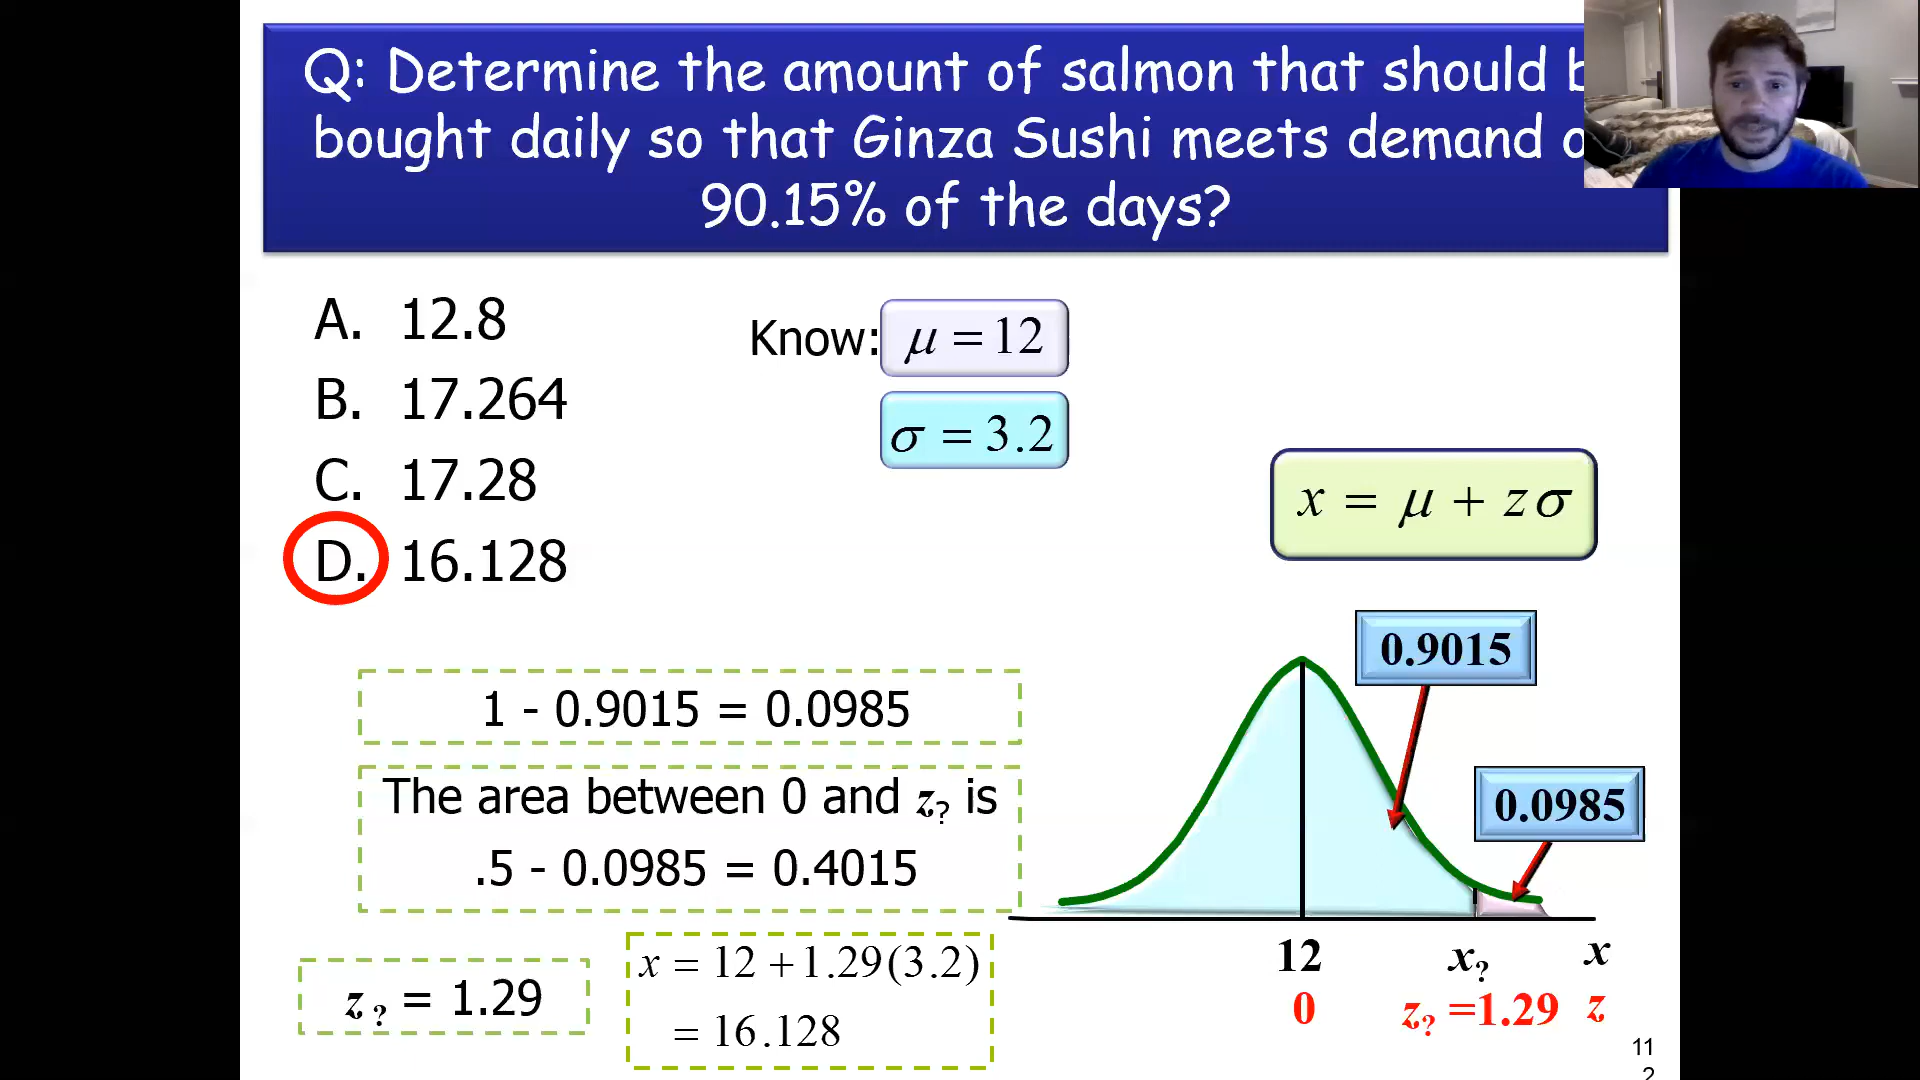 Q: Determine the amount of salmon that should
bought daily so that Ginza Sushi meets demand
90.15% of the days?
A. 12.8
B. 17.264
C. 17.28
D. 16.128
Know: μ = 12
σ = 3.2
x = μ + zσ
1 - 0.9015 = 0.0985
The area between 0 and z? is
.5 - 0.0985 = 0.4015
z? = 1.29
x = 12 + 1.29(3.2)
= 16.128
0.9015
0.0985
12 x? x
0 z? =1.29 z
11
2